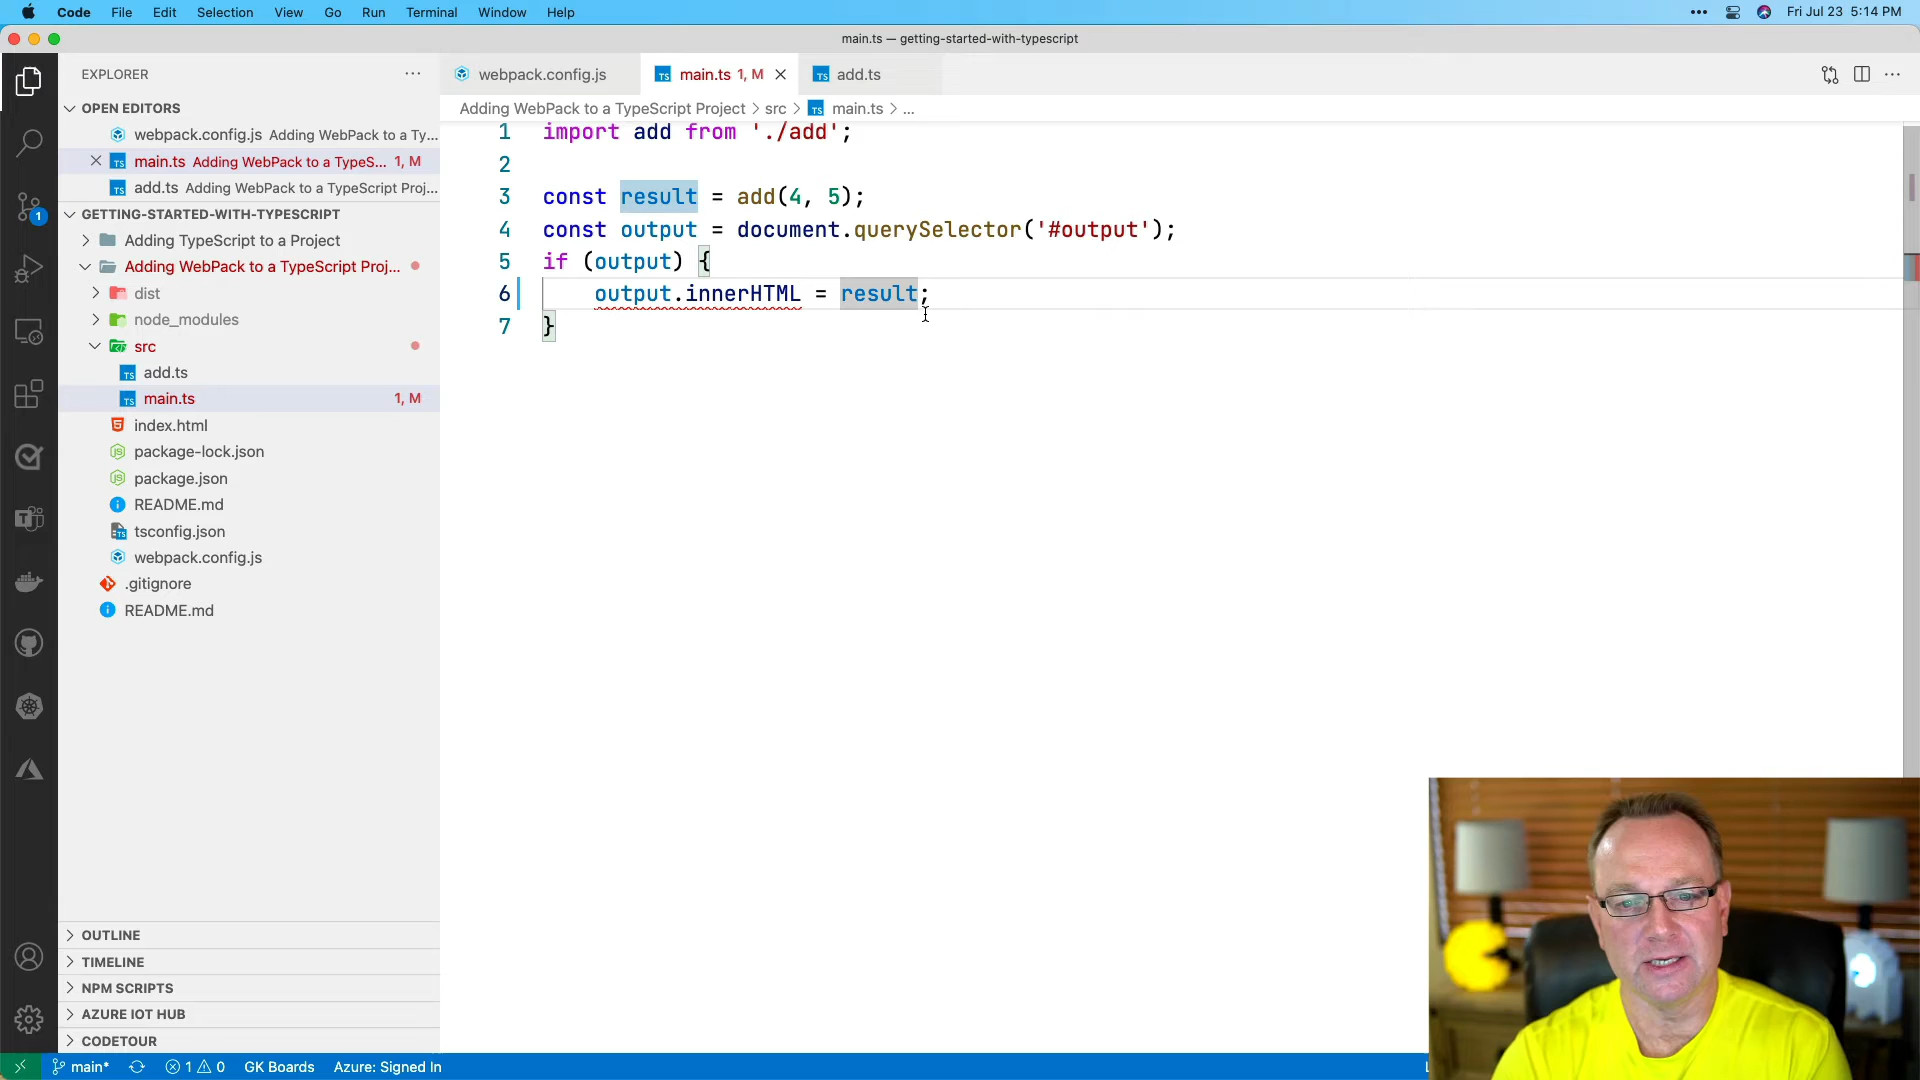 Code File Edit Selection View Go Run Terminal Window Help
Fri Jul 23 5:14 PM
main.ts — getting-started-with-typescript
EXPLORER
OPEN EDITORS
webpack.config.js Adding WebPack to a Ty...
main.ts Adding WebPack to a TypeS... 1, M
add.ts Adding WebPack to a TypeScript Proj...
GETTING-STARTED-WITH-TYPESCRIPT
Adding TypeScript to a Project
Adding WebPack to a TypeScript Proj...
dist
node_modules
src
add.ts
main.ts 1, M
index.html
package-lock.json
package.json
README.md
tsconfig.json
webpack.config.js
.gitignore
README.md
OUTLINE
TIMELINE
NPM SCRIPTS
AZURE IOT HUB
CODETOUR
webpack.config.js
main.ts 1, M
add.ts
Adding WebPack to a TypeScript Project > src > main.ts > ...
1 import add from './add';
2
3 const result = add(4, 5);
4 const output = document.querySelector('#output');
5 if (output) {
6 output.innerHTML = result;
7 }
1
main* 1 0 GK Boards Azure: Signed In